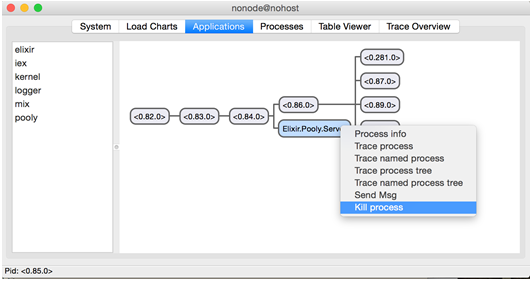 nonode@nohost
System
Load Charts
Applications
Processes
Table Viewer
Trace Overview
elixir
iex
kernel
logger
mix
pooly
<0.281.0>
<0.87.0>
<0.82.0>
<0.83.0>
<0.84.0>
<0.86.0>
<0.89.0>
Elixir.Pooly.Serve
Process info
Trace process
Trace named process
Trace process tree
Trace named process tree
Send Msg
Kill process
Pid: <0.85.0>